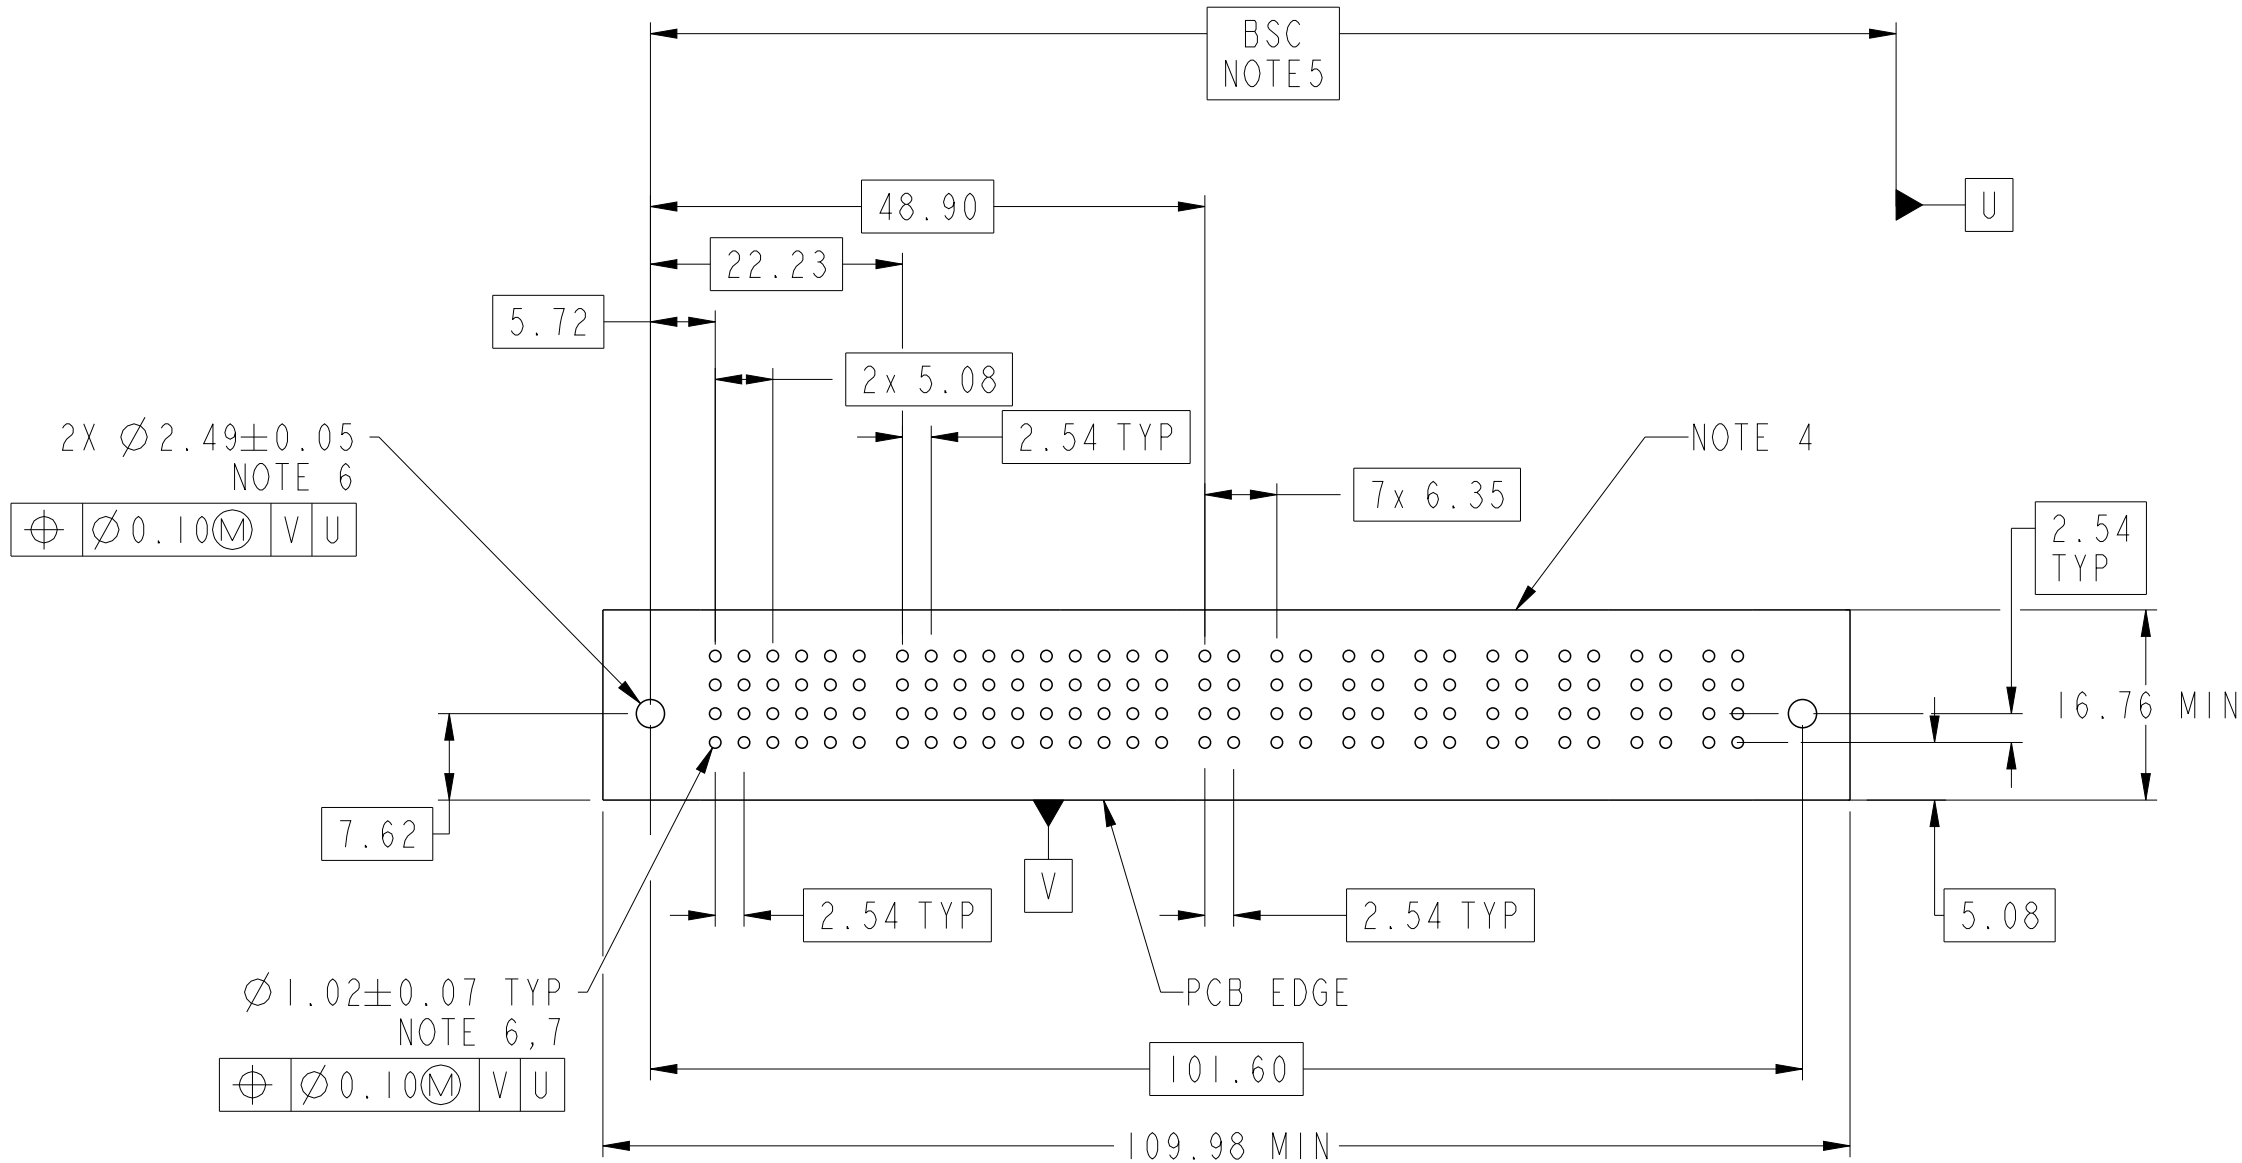 BSC
NOTE5
48.90
U
22.23
5.72
2x 5.08
2X ∅2.49±0.05
NOTE 6
⌖ ∅0.10Ⓜ V U
2.54 TYP
NOTE 4
7x 6.35
2.54
TYP
16.76 MIN
7.62
V
2.54 TYP
2.54 TYP
5.08
∅1.02±0.07 TYP
NOTE 6,7
⌖ ∅0.10Ⓜ V U
PCB EDGE
101.60
109.98 MIN